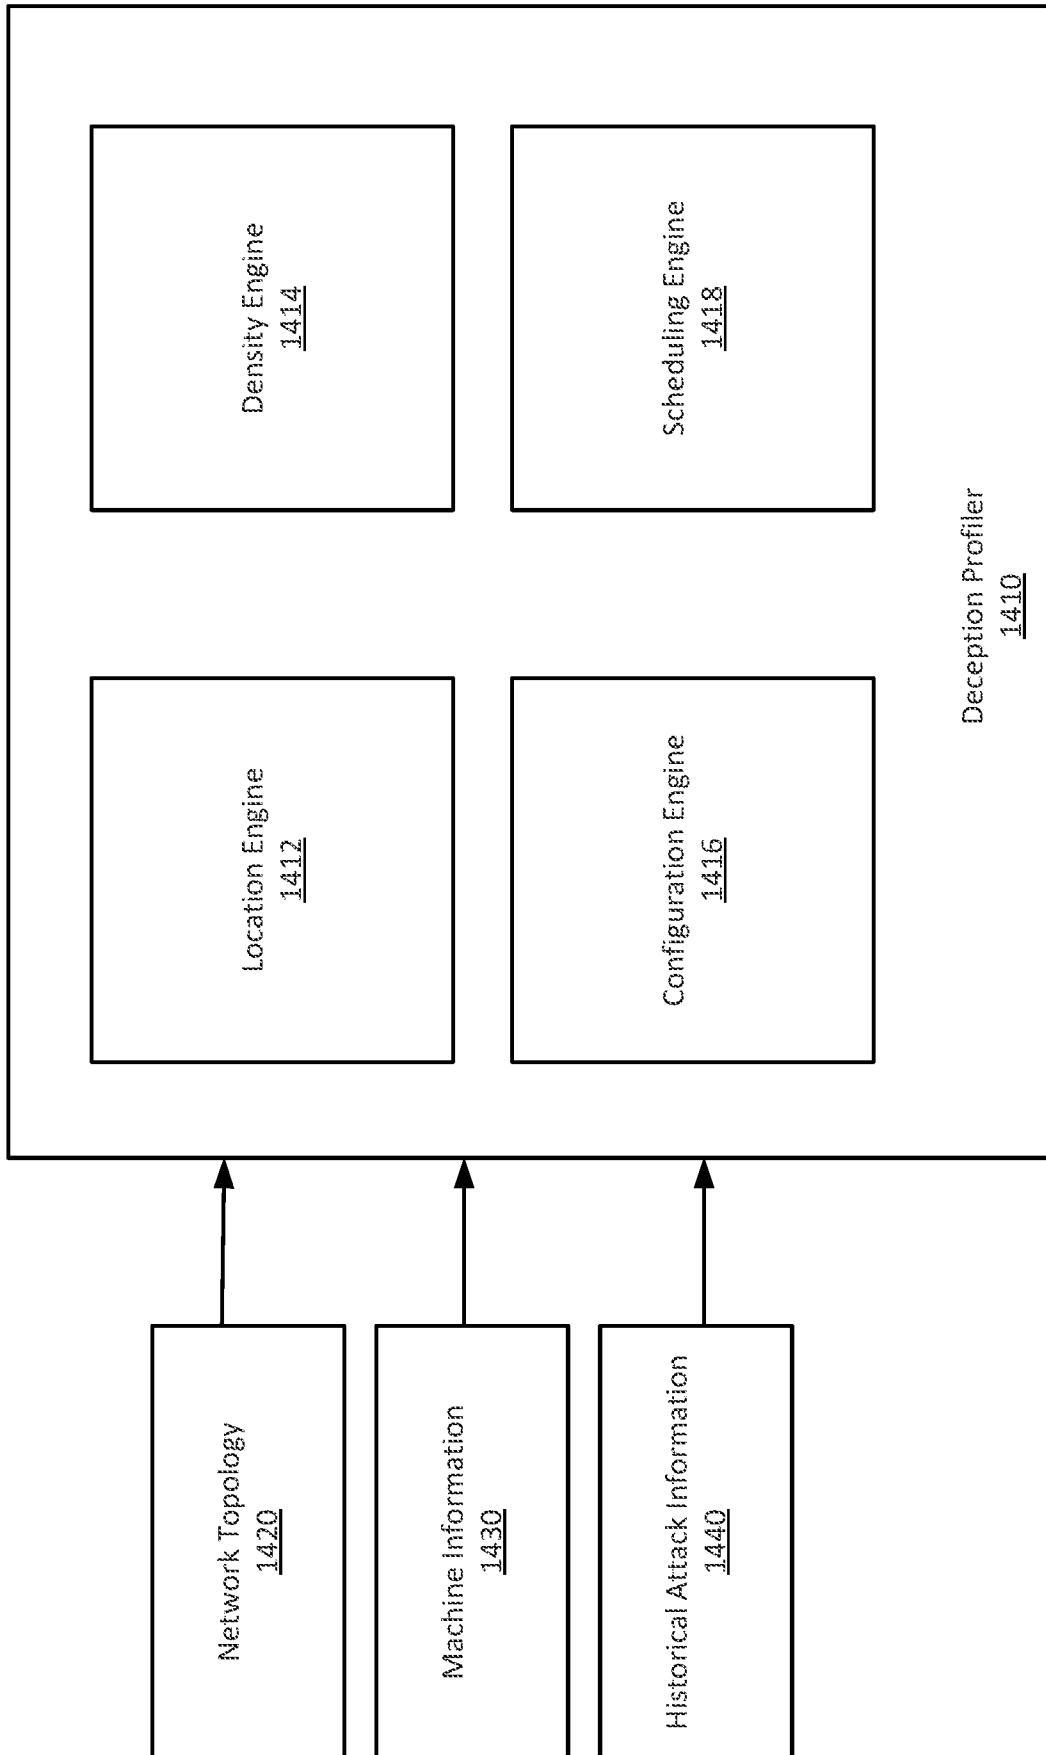 Network Topology
1420
Machine Information
1430
Historical Attack Information
1440
Location Engine
1412
Density Engine
1414
Configuration Engine
1416
Scheduling Engine
1418
Deception Profiler
1410